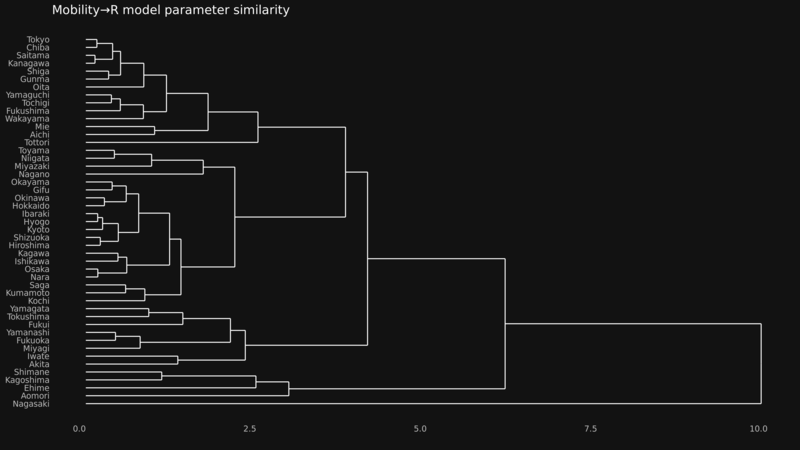 Mobility→R model parameter similarity
Tokyo
Chiba
Saitama
Kanagawa
Shiga
Gunma
Oita
Yamaguchi
Tochigi
Fukushima
Wakayama
Mie
Aichi
Tottori
Toyama
Niigata
Miyazaki
Nagano
Okayama
Gifu
Okinawa
Hokkaido
Ibaraki
Hyogo
Kyoto
Shizuoka
Hiroshima
Kagawa
Ishikawa
Osaka
Nara
Saga
Kumamoto
Kochi
Yamagata
Tokushima
Fukui
Yamanashi
Fukuoka
Miyagi
Iwate
Akita
Shimane
Kagoshima
Ehime
Aomori
Nagasaki
0.0 2.5 5.0 7.5 10.0